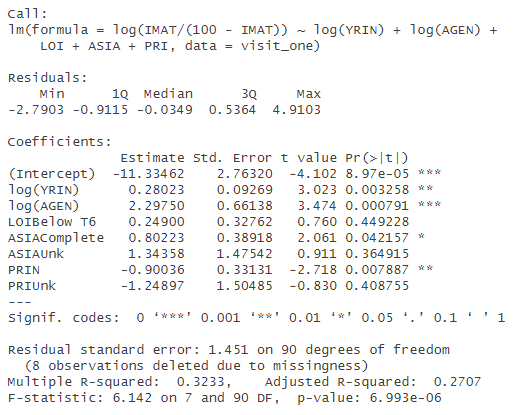 Call:
lm(formula = log(IMAT/(100 - IMAT)) ~ log(YRIN) + log(AGEN) +
    LOI + ASIA + PRI, data = visit_one)

Residuals:
    Min      1Q  Median      3Q     Max
-2.7903 -0.9115 -0.0349  0.5364  4.9103

Coefficients:
              Estimate Std. Error t value Pr(>|t|)
(Intercept)  -11.33462    2.76320  -4.102 8.97e-05 ***
log(YRIN)      0.28023    0.09269   3.023 0.003258 **
log(AGEN)      2.29750    0.66138   3.474 0.000791 ***
LOIBelow T6    0.24900    0.32762   0.760 0.449228
ASIAComplete   0.80223    0.38918   2.061 0.042157 *
ASIAUnk        1.34358    1.47542   0.911 0.364915
PRIN          -0.90036    0.33131  -2.718 0.007887 **
PRIUnk        -1.24897    1.50485  -0.830 0.408755
---
Signif. codes:  0 ‘***’ 0.001 ‘**’ 0.01 ‘*’ 0.05 ‘.’ 0.1 ‘ ’ 1

Residual standard error: 1.451 on 90 degrees of freedom
  (8 observations deleted due to missingness)
Multiple R-squared:  0.3233,    Adjusted R-squared:  0.2707
F-statistic: 6.142 on 7 and 90 DF,  p-value: 6.993e-06